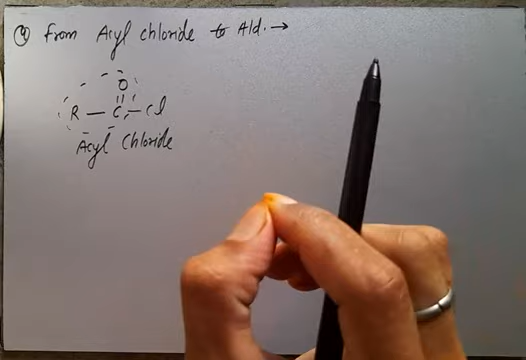 (4) From Acyl chloride to Ald. →
O
||
R — C — Cl
Acyl Chloride